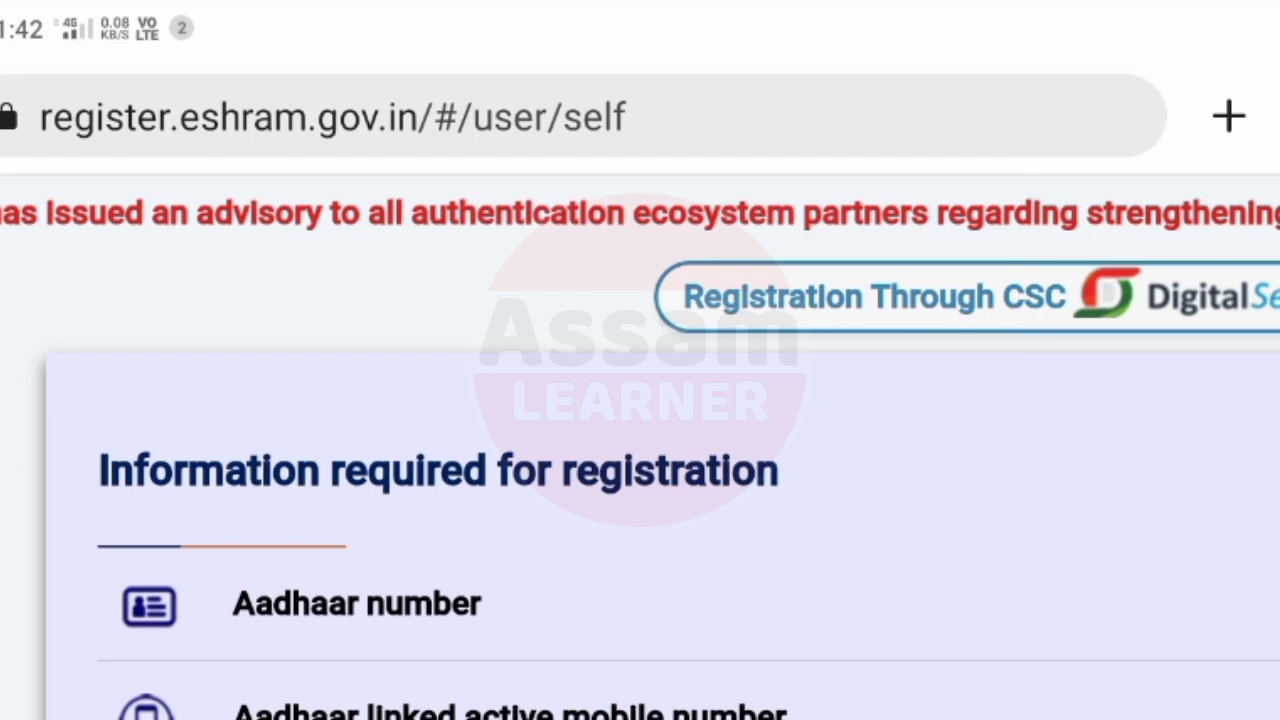 1:42 4G 0.08 KB/S VO LTE 2
register.eshram.gov.in/#/user/self
has issued an advisory to all authentication ecosystem partners regarding strengthening
Registration Through CSC DigitalSe
Assam
LEARNER
Information required for registration
Aadhaar number
Aadhaar linked active mobile number